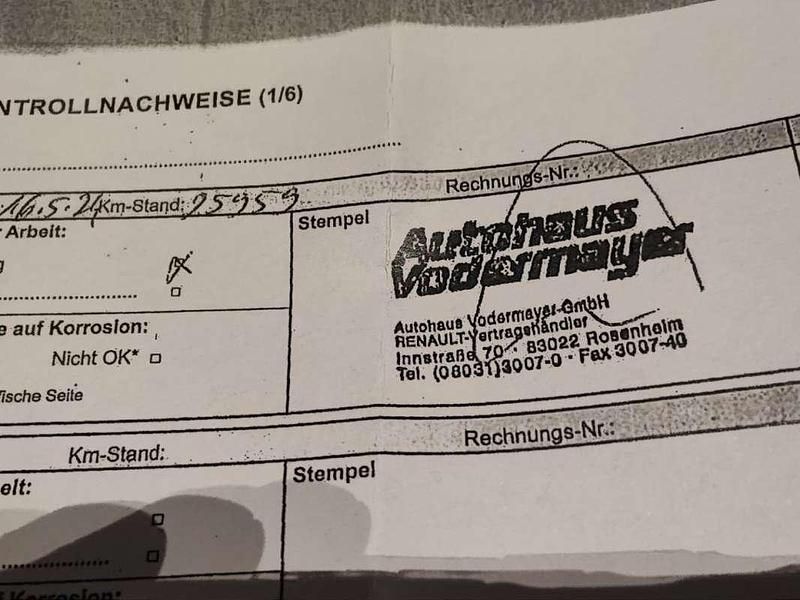 NTROLLNACHWEISE (1/6)
16.5.24 Km-Stand: 25959 Rechnungs-Nr.:
Arbeit:
Stempel
Autohaus
Vodermayer
Autohaus Vodermayer GmbH
RENAULT-Vertragshändler
Innstraße 70 · 83022 Rosenheim
Tel. (08031)3007-0 · Fax 3007-40
g
e auf Korrosion:
Nicht OK*
ische Seite
Km-Stand: Rechnungs-Nr.:
eit:
Stempel
f Korrosion: